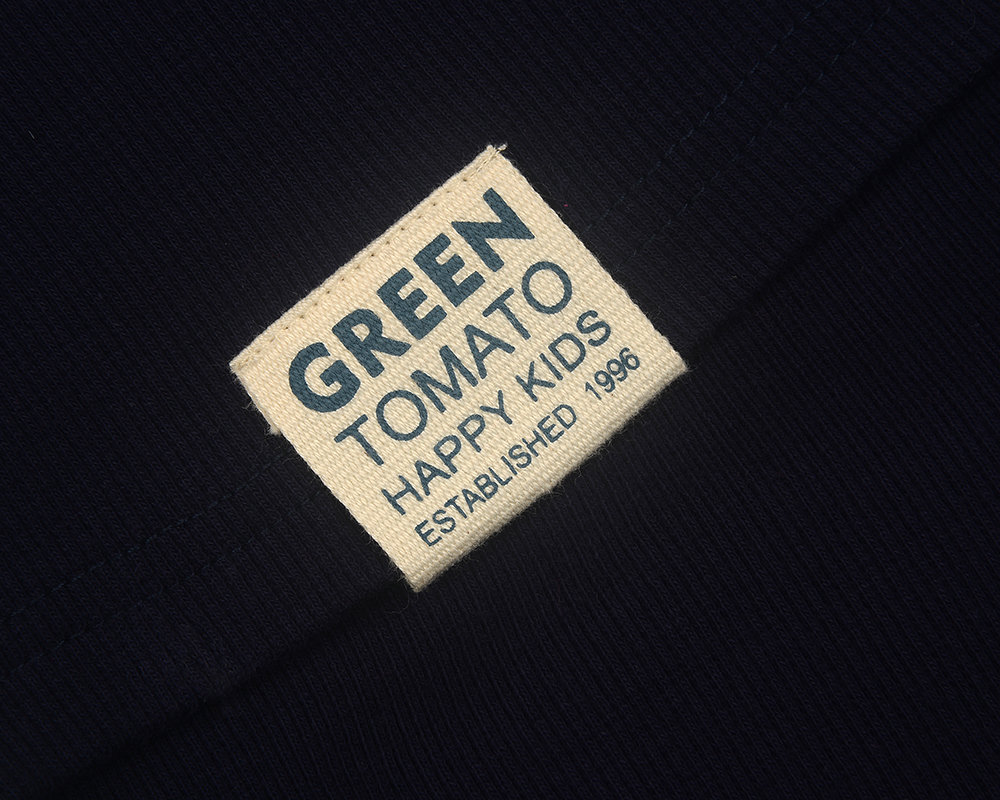 GREEN
TOMATO
HAPPY KIDS
ESTABLISHED 1996